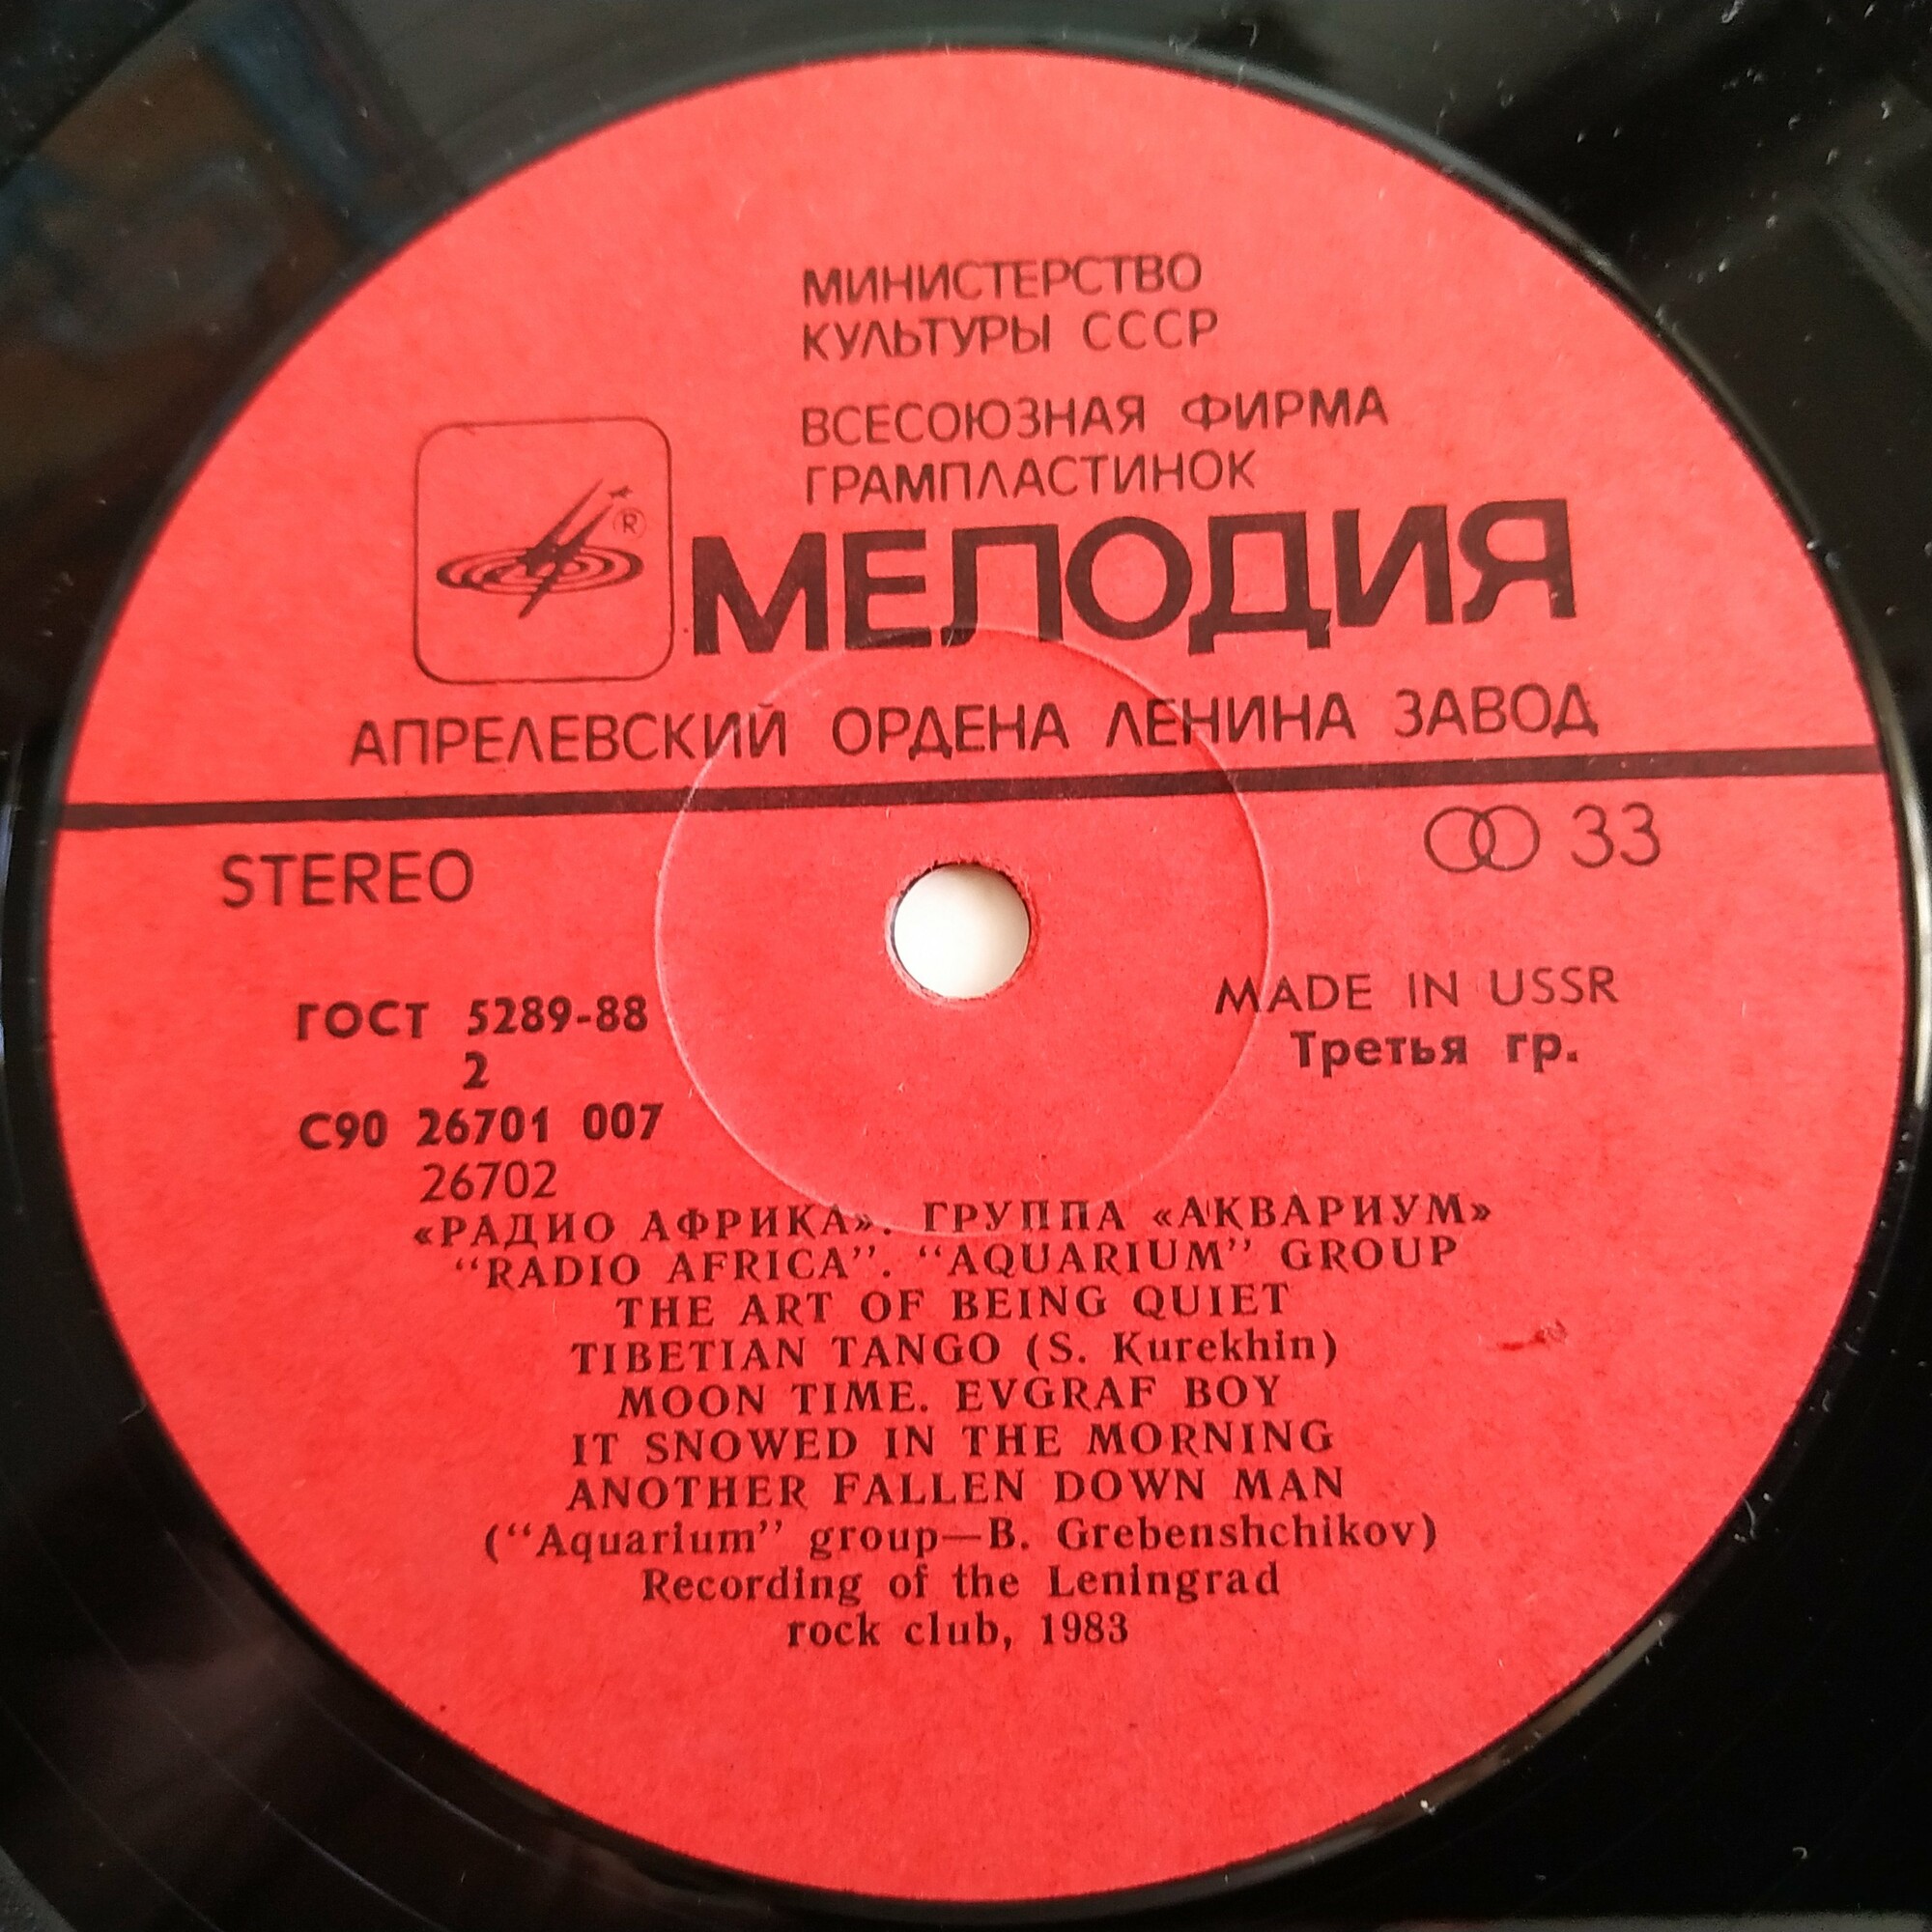 МИНИСТЕРСТВО
КУЛЬТУРЫ СССР
ВСЕСОЮЗНАЯ ФИРМА
ГРАМПЛАСТИНОК
®
МЕЛОДИЯ
АПРЕЛЕВСКИЙ ОРДЕНА ЛЕНИНА ЗАВОД
STEREO
33
ГОСТ 5289-88
MADE IN USSR
2
Третья гр.
С90 26701 007
26702
«РАДИО АФРИКА». ГРУППА «АКВАРИУМ»
“RADIO AFRICA”. “AQUARIUM” GROUP
THE ART OF BEING QUIET
TIBETIAN TANGO (S. Kurekhin)
MOON TIME. EVGRAF BOY
IT SNOWED IN THE MORNING
ANOTHER FALLEN DOWN MAN
(“Aquarium” group—B. Grebenshchikov)
Recording of the Leningrad
rock club, 1983